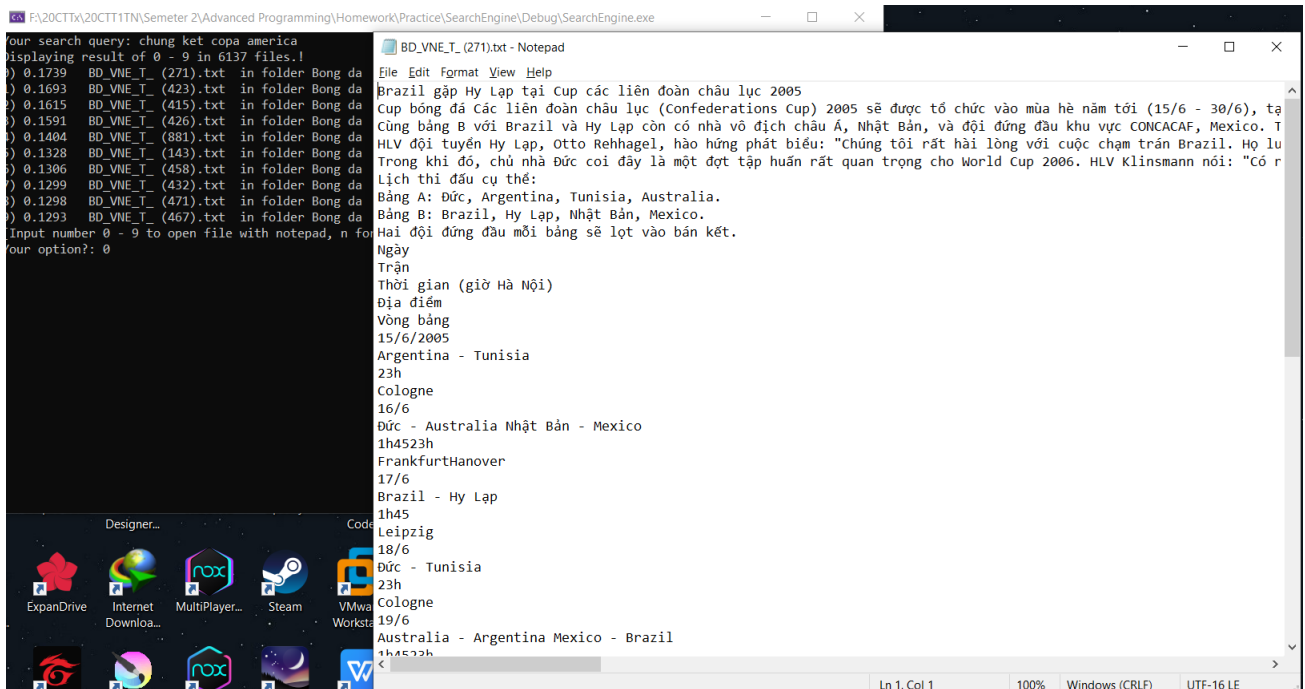 F:\20CTTx\20CTT1TN\Semeter 2\Advanced Programming\Homework\Practice\SearchEngine\Debug\SearchEngine.exe
our search query: chung ket copa america
isplaying result of 0 - 9 in 6137 files.!
) 0.1739 BD_VNE_T_ (271).txt in folder Bong da
) 0.1693 BD_VNE_T_ (423).txt in folder Bong da
) 0.1615 BD_VNE_T_ (415).txt in folder Bong da
) 0.1591 BD_VNE_T_ (426).txt in folder Bong da
) 0.1404 BD_VNE_T_ (881).txt in folder Bong da
) 0.1328 BD_VNE_T_ (143).txt in folder Bong da
) 0.1306 BD_VNE_T_ (458).txt in folder Bong da
) 0.1299 BD_VNE_T_ (432).txt in folder Bong da
) 0.1298 BD_VNE_T_ (471).txt in folder Bong da
) 0.1293 BD_VNE_T_ (467).txt in folder Bong da
[Input number 0 - 9 to open file with notepad, n for
our option?: 0
BD_VNE_T_ (271).txt - Notepad
File Edit Format View Help
Brazil gặp Hy Lạp tại Cup các liên đoàn châu lục 2005
Cup bóng đá Các liên đoàn châu lục (Confederations Cup) 2005 sẽ được tổ chức vào mùa hè năm tới (15/6 - 30/6), tạ
Cùng bảng B với Brazil và Hy Lạp còn có nhà vô địch châu Á, Nhật Bản, và đội đứng đầu khu vực CONCACAF, Mexico. T
HLV đội tuyển Hy Lạp, Otto Rehhagel, hào hứng phát biểu: "Chúng tôi rất hài lòng với cuộc chạm trán Brazil. Họ lu
Trong khi đó, chủ nhà Đức coi đây là một đợt tập huấn rất quan trọng cho World Cup 2006. HLV Klinsmann nói: "Có r
Lịch thi đấu cụ thể:
Bảng A: Đức, Argentina, Tunisia, Australia.
Bảng B: Brazil, Hy Lạp, Nhật Bản, Mexico.
Hai đội đứng đầu mỗi bảng sẽ lọt vào bán kết.
Ngày
Trận
Thời gian (giờ Hà Nội)
Địa điểm
Vòng bảng
15/6/2005
Argentina - Tunisia
23h
Cologne
16/6
Đức - Australia Nhật Bản - Mexico
1h4523h
FrankfurtHanover
17/6
Brazil - Hy Lạp
1h45
Leipzig
18/6
Đức - Tunisia
23h
Cologne
19/6
Australia - Argentina Mexico - Brazil
1h4523h
Ln 1, Col 1 100% Windows (CRLF) UTF-16 LE
Designer... Code
nox
ExpanDrive Internet Downloa... MultiPlayer... Steam VMwa Worksta
nox